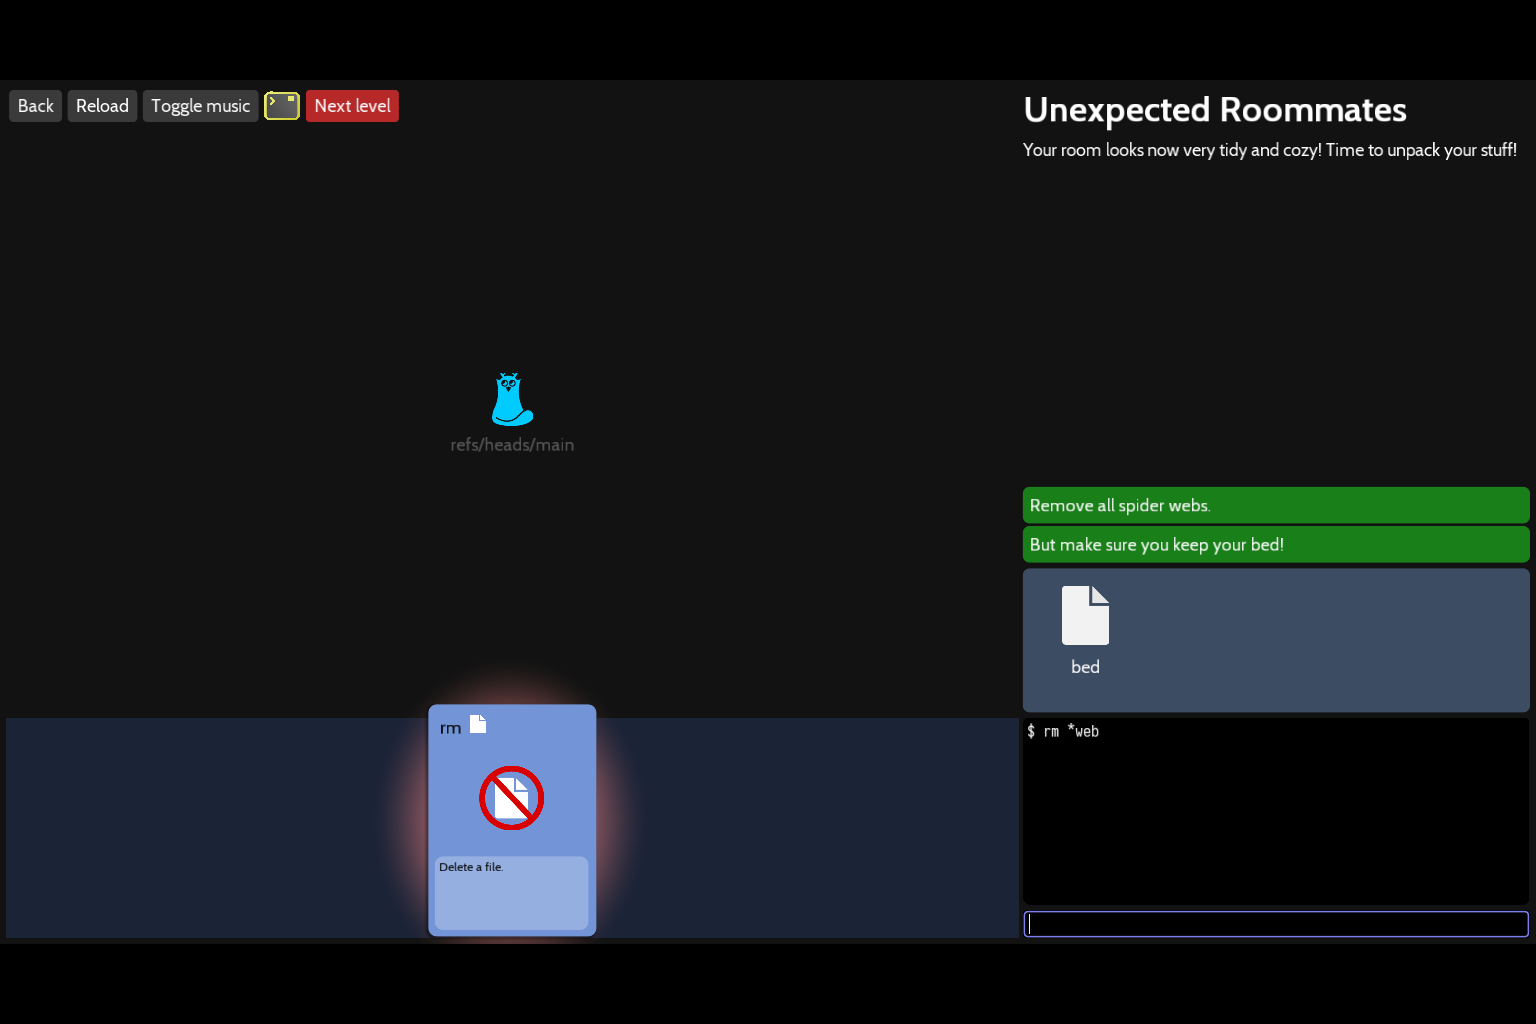 Back Reload Toggle music Next level
Unexpected Roommates
Your room looks now very tidy and cozy! Time to unpack your stuff!
refs/heads/main
Remove all spider webs.
But make sure you keep your bed!
bed
rm
Delete a file.
$ rm *web